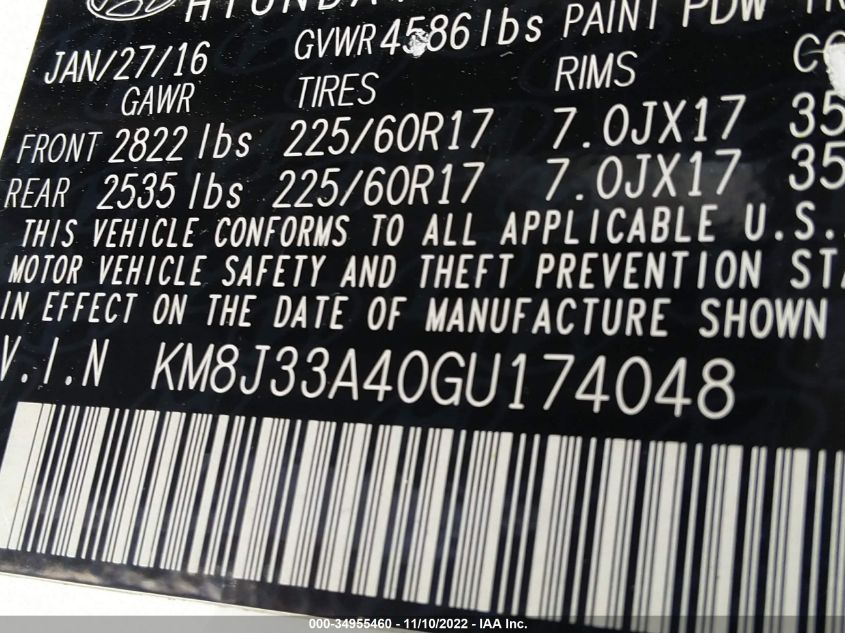 HYUNDA
JAN/27/16 GVWR 4586 lbs PAINT PDW
GAWR TIRES RIMS
FRONT 2822 lbs 225/60R17 7.0JX17 35
REAR 2535 lbs 225/60R17 7.0JX17 35
THIS VEHICLE CONFORMS TO ALL APPLICABLE U.S.
MOTOR VEHICLE SAFETY AND THEFT PREVENTION STA
IN EFFECT ON THE DATE OF MANUFACTURE SHOWN
V.I.N KM8J33A40GU174048
000-34955460 - 11/10/2022 - IAA Inc.